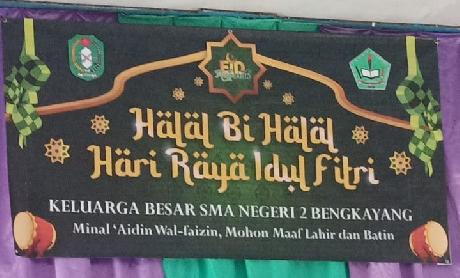 EID
Halal Bi Halal
Hari Raya Idul Fitri
KELUARGA BESAR SMA NEGERI 2 BENGKAYANG
Minal 'Aidin Wal-faizin, Mohon Maaf Lahir dan Batin